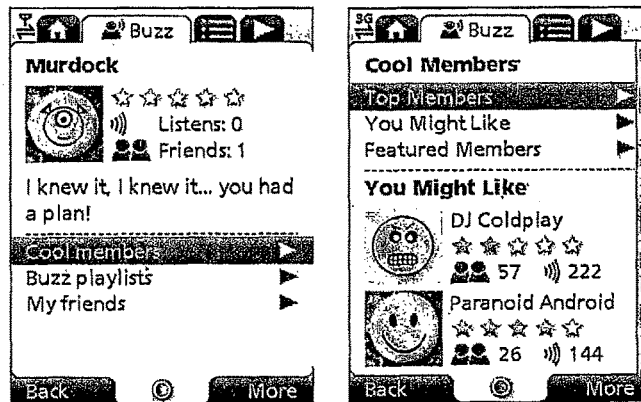 Buzz
Murdock
Listens: 0
Friends: 1
I knew it, I knew it... you had
a plan!
Cool members
Buzz playlists
My friends
Back
More
3G
Buzz
Cool Members
Top Members
You Might Like
Featured Members
You Might Like
DJ Coldplay
57 222
Paranoid Android
26 144
Back
More